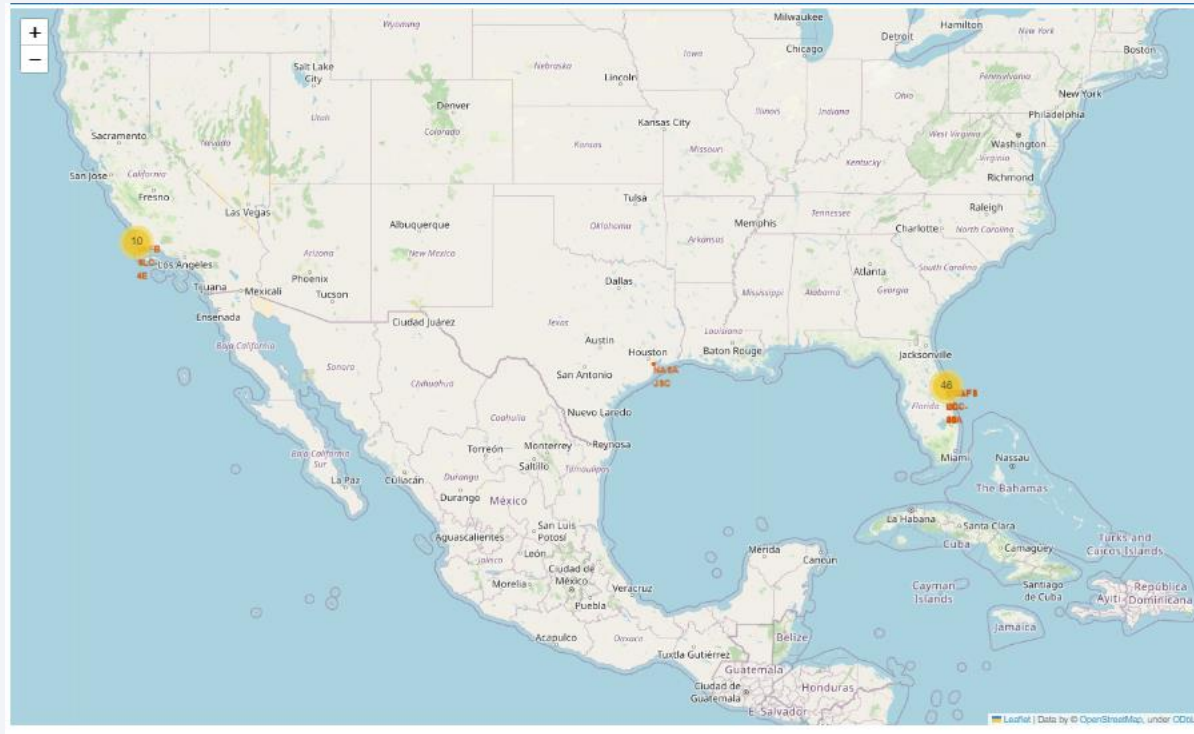 +
−
Wyoming
Milwaukee
Hamilton
New York
Detroit
Chicago
Boston
Iowa
Salt Lake
City
Nebraska
Lincoln
Pennsylvania
New York
Denver
Illinois
Indiana
Ohio
Philadelphia
Utah
Colorado
Kansas City
Sacramento
Nevada
Kansas
Missouri
West Virginia
Washington
Kentucky
Virginia
San Jose
California
Richmond
Fresno
Tulsa
Las Vegas
Raleigh
Albuquerque
Oklahoma
Memphis
Tennessee
Charlotte
North Carolina
10
B
Arizona
New Mexico
Arkansas
Los Angeles
4E
Atlanta
South Carolina
Phoenix
Dallas
Tijuana
Mexicali
Tucson
Mississippi
Alabama
Georgia
Ensenada
Ciudad Juárez
Texas
Louisiana
Austin
Baja California
Houston
Baton Rouge
Jacksonville
Sonora
NASA
JSC
San Antonio
Chihuahua
46
Florida
Coahuila
Nuevo Laredo
Torreón
Monterrey
Reynosa
Baja California
Sur
Saltillo
Tamaulipas
Miami
Nassau
La Paz
Culiacán
Durango
Durango
México
The Bahamas
La Habana
Santa Clara
Aguascalientes
San Luis
Potosí
Cuba
Camagüey
Turks and
Caicos Islands
Jalisco
León
Mérida
Cancún
Ciudad de
México
Morelia
Veracruz
Cayman
Islands
Santiago
de Cuba
República
Dominicana
Ayiti
Puebla
Jamaica
Acapulco
Oaxaca
Belize
Tuxtla Gutiérrez
Guatemala
Ciudad de
Guatemala
Honduras
El Salvador
Leaflet | Data by © OpenStreetMap, under ODbL